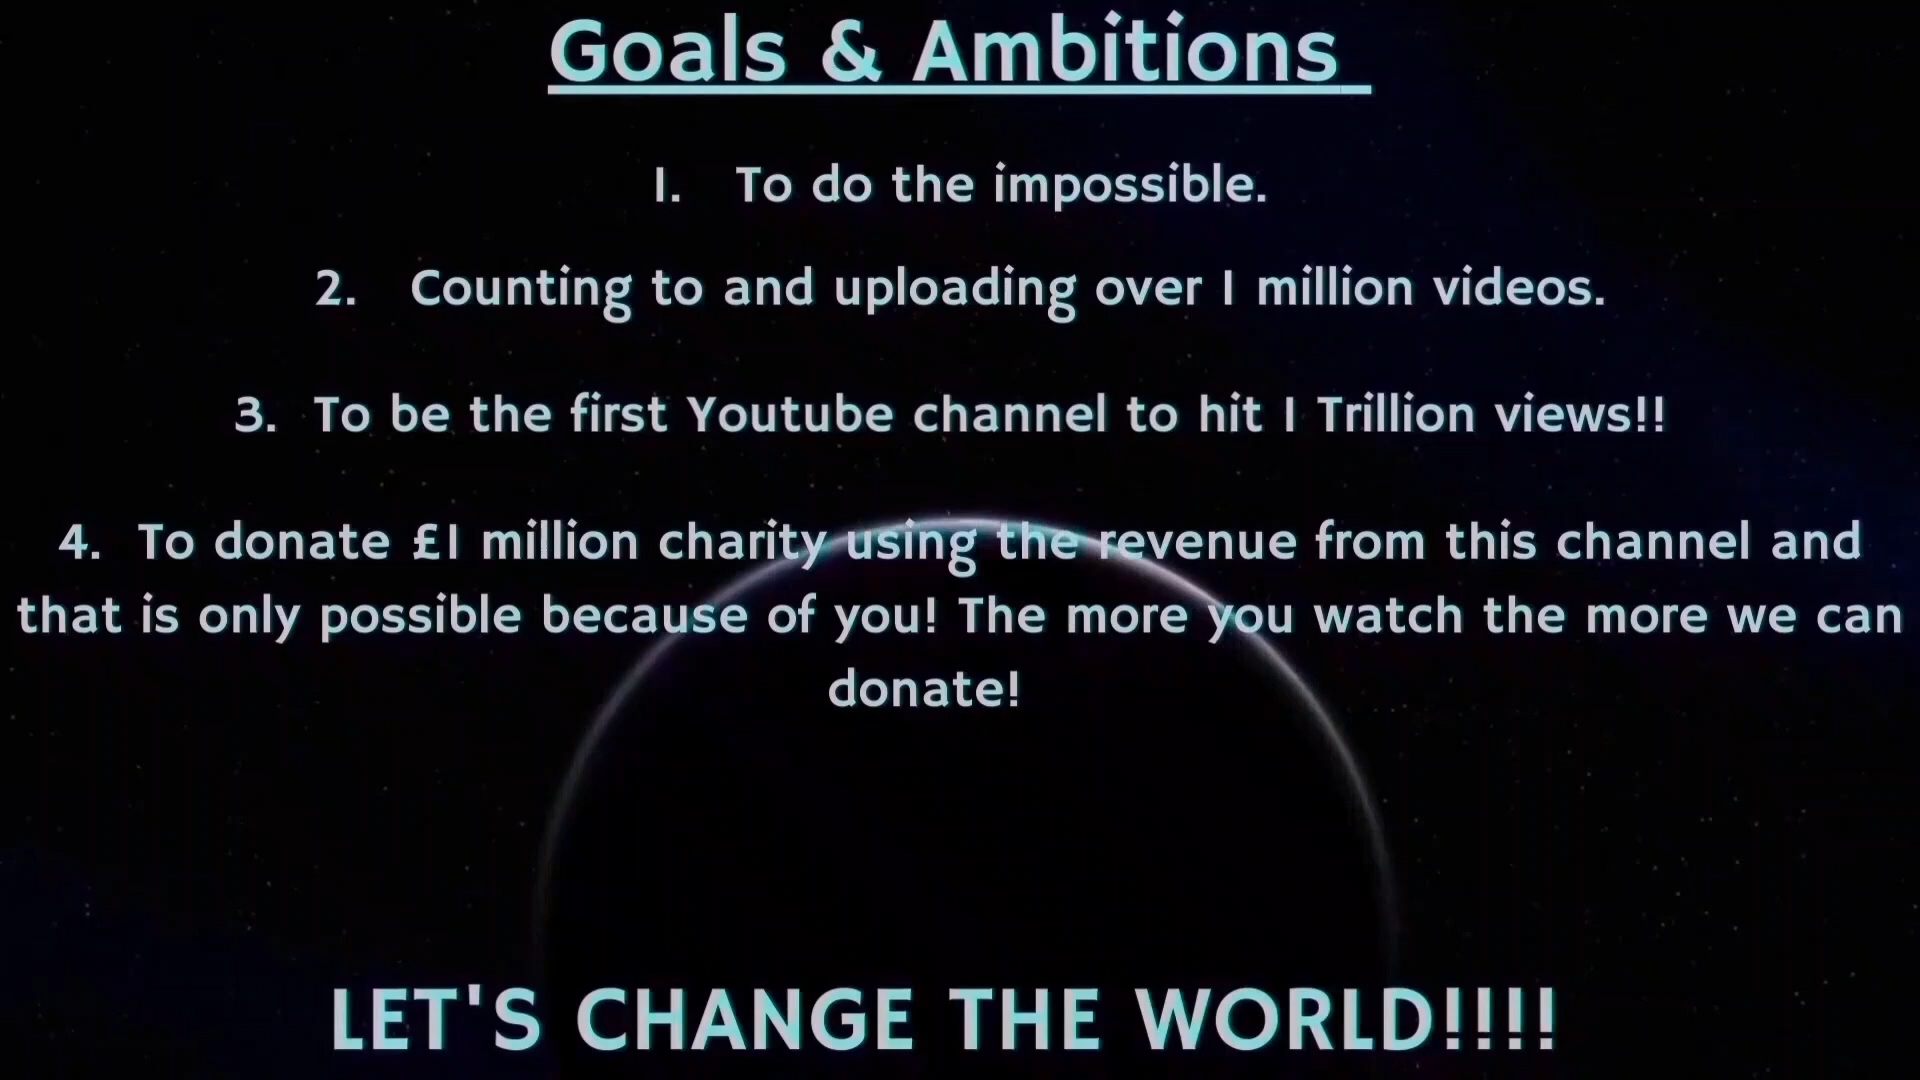 Goals & Ambitions
1. To do the impossible.
2. Counting to and uploading over 1 million videos.
3. To be the first Youtube channel to hit 1 Trillion views!!
4. To donate £1 million charity using the revenue from this channel and
that is only possible because of you! The more you watch the more we can
donate!
LET'S CHANGE THE WORLD!!!!